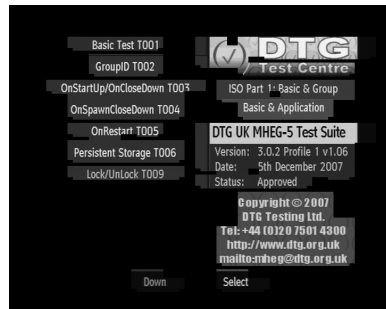 Basic Test T001
GroupID T002
OnStartUp/OnCloseDown T003
OnSpawnCloseDown T004
OnRestart T005
Persistent Storage T006
Lock/UnLock T009
DTG
Test Centre
ISO Part 1: Basic & Group
Basic & Application
DTG UK MHEG-5 Test Suite
Version: 3.0.2 Profile 1 v1.06
Date: 5th December 2007
Status: Approved
Copyright © 2007
DTG Testing Ltd.
Tel: +44 (0)20 7501 4300
http://www.dtg.org.uk
mailto:mheg@dtg.org.uk
Down
Select